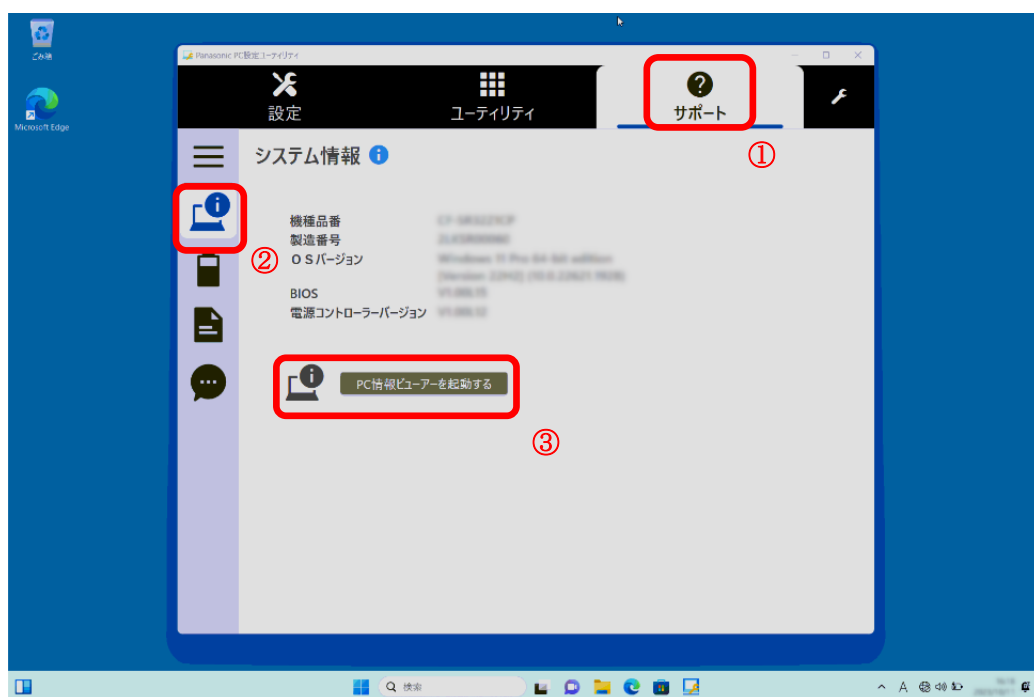 ごみ箱
Microsoft Edge
Panasonic PC設定ユーティリティ
設定
ユーティリティ
サポート
①
システム情報
②
機種品番
製造番号
ＯＳバージョン
BIOS
電源コントローラーバージョン
PC情報ビューアーを起動する
③
検索
A